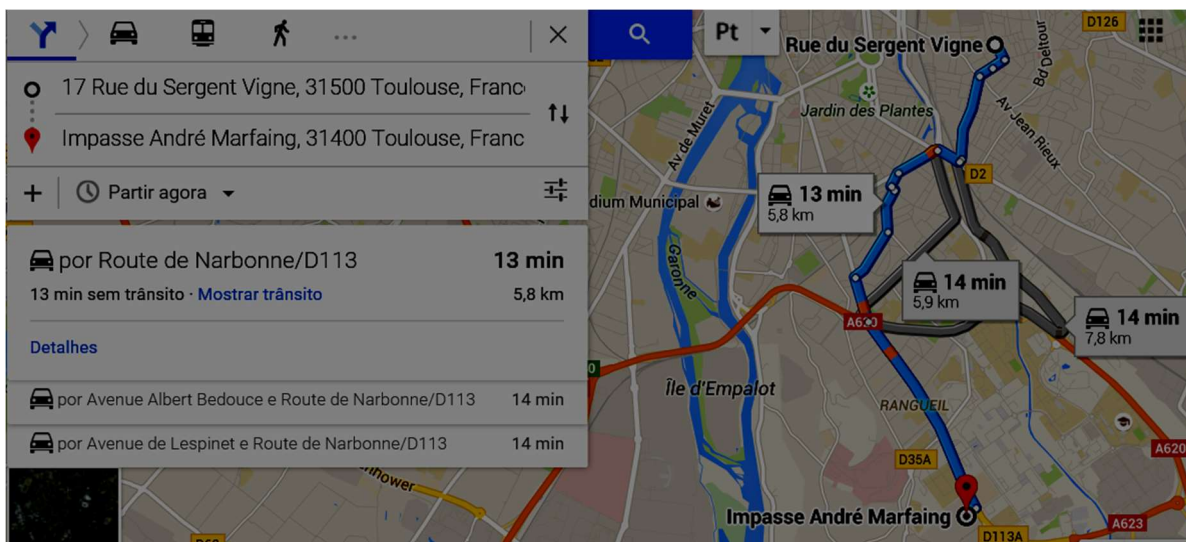 17 Rue du Sergent Vigne, 31500 Toulouse, Franc
Impasse André Marfaing, 31400 Toulouse, Franc
Partir agora
por Route de Narbonne/D113 13 min
13 min sem trânsito · Mostrar trânsito 5,8 km
Detalhes
por Avenue Albert Bedouce e Route de Narbonne/D113 14 min
por Avenue de Lespinet e Route de Narbonne/D113 14 min
Pt
Rue du Sergent Vigne
D126
Bd Deltour
Jardin des Plantes
Av Jean Rieux
Av de Muret
D2
dium Municipal
13 min
5,8 km
Garonne
14 min
5,9 km
14 min
7,8 km
A620
0
Île d'Empalot
RANGUEIL
A620
D35A
nhower
Impasse André Marfaing
A623
D113A